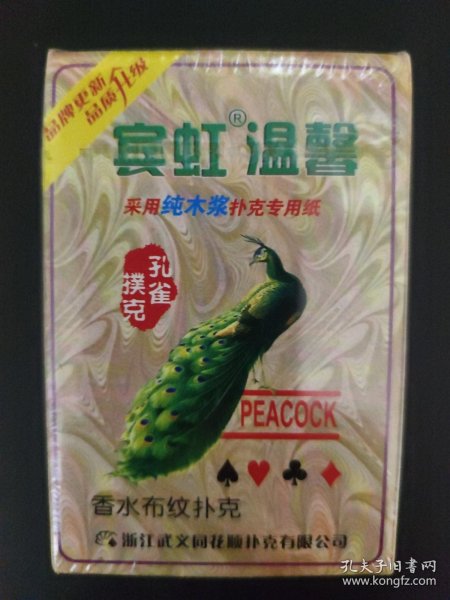 品牌更新
品质升级
宾虹® 温馨
采用纯木浆扑克专用纸
孔雀
撲克
PEACOCK
香水布纹扑克
浙江武义同花顺扑克有限公司
孔夫子旧书网
www.kongfz.com